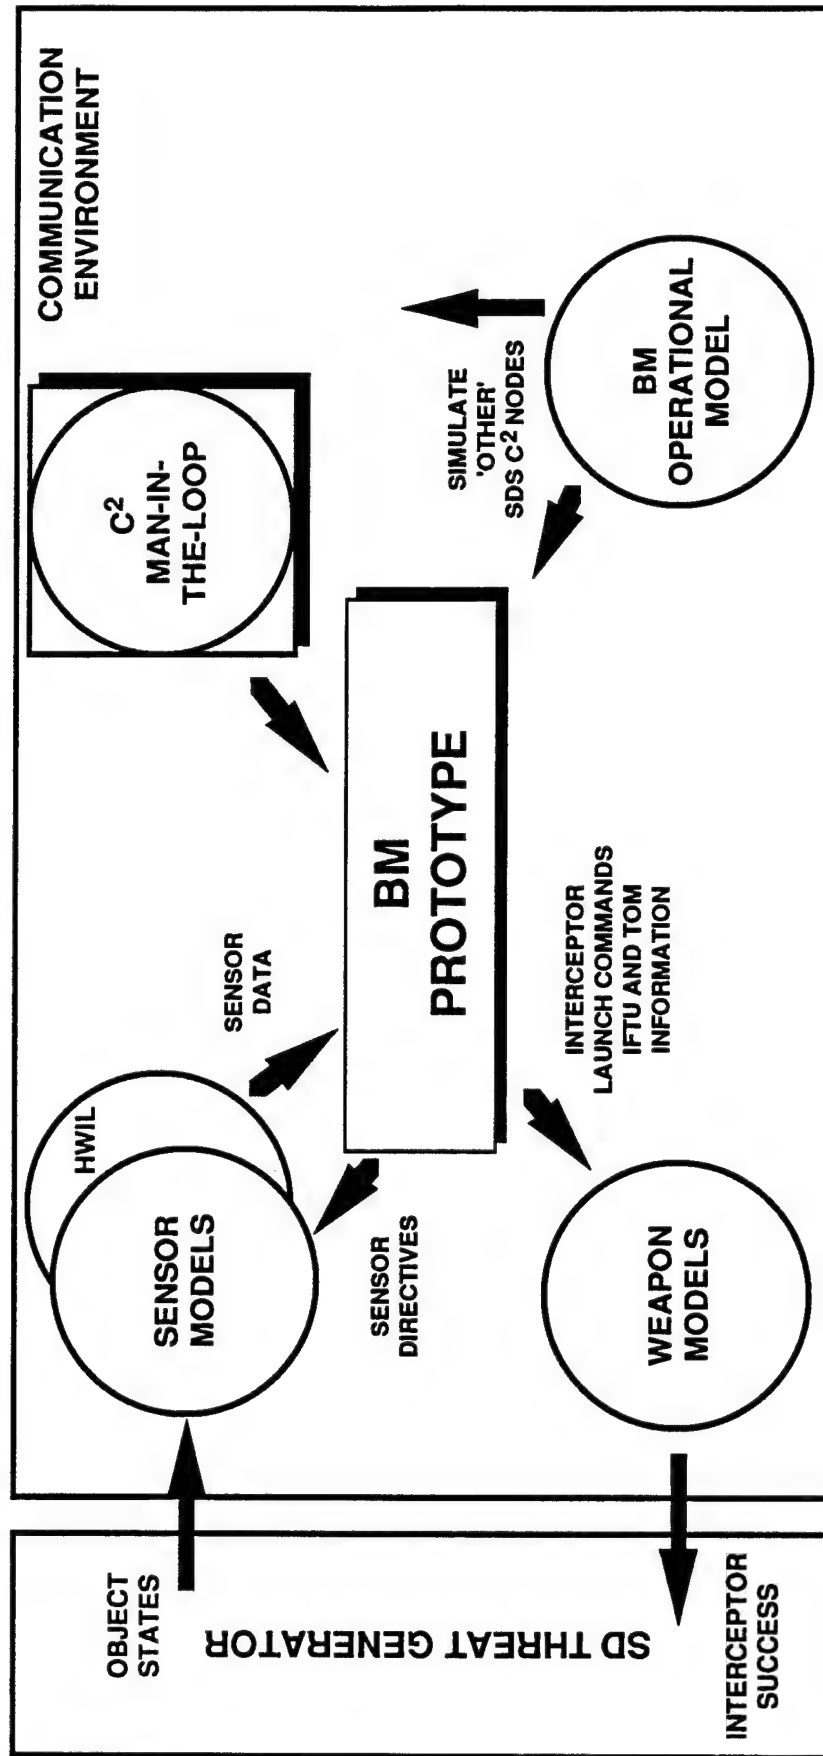 COMMUNICATION
ENVIRONMENT
OBJECT
STATES
SD THREAT GENERATOR
INTERCEPTOR
SUCCESS
HWIL
SENSOR
MODELS
SENSOR
DATA
SENSOR
DIRECTIVES
C² 
MAN-IN-
THE-LOOP
BM
PROTOTYPE
SIMULATE
'OTHER'
SDS C² NODES
INTERCEPTOR
LAUNCH COMMANDS
IFTU AND TOM
INFORMATION
WEAPON
MODELS
BM
OPERATIONAL
MODEL